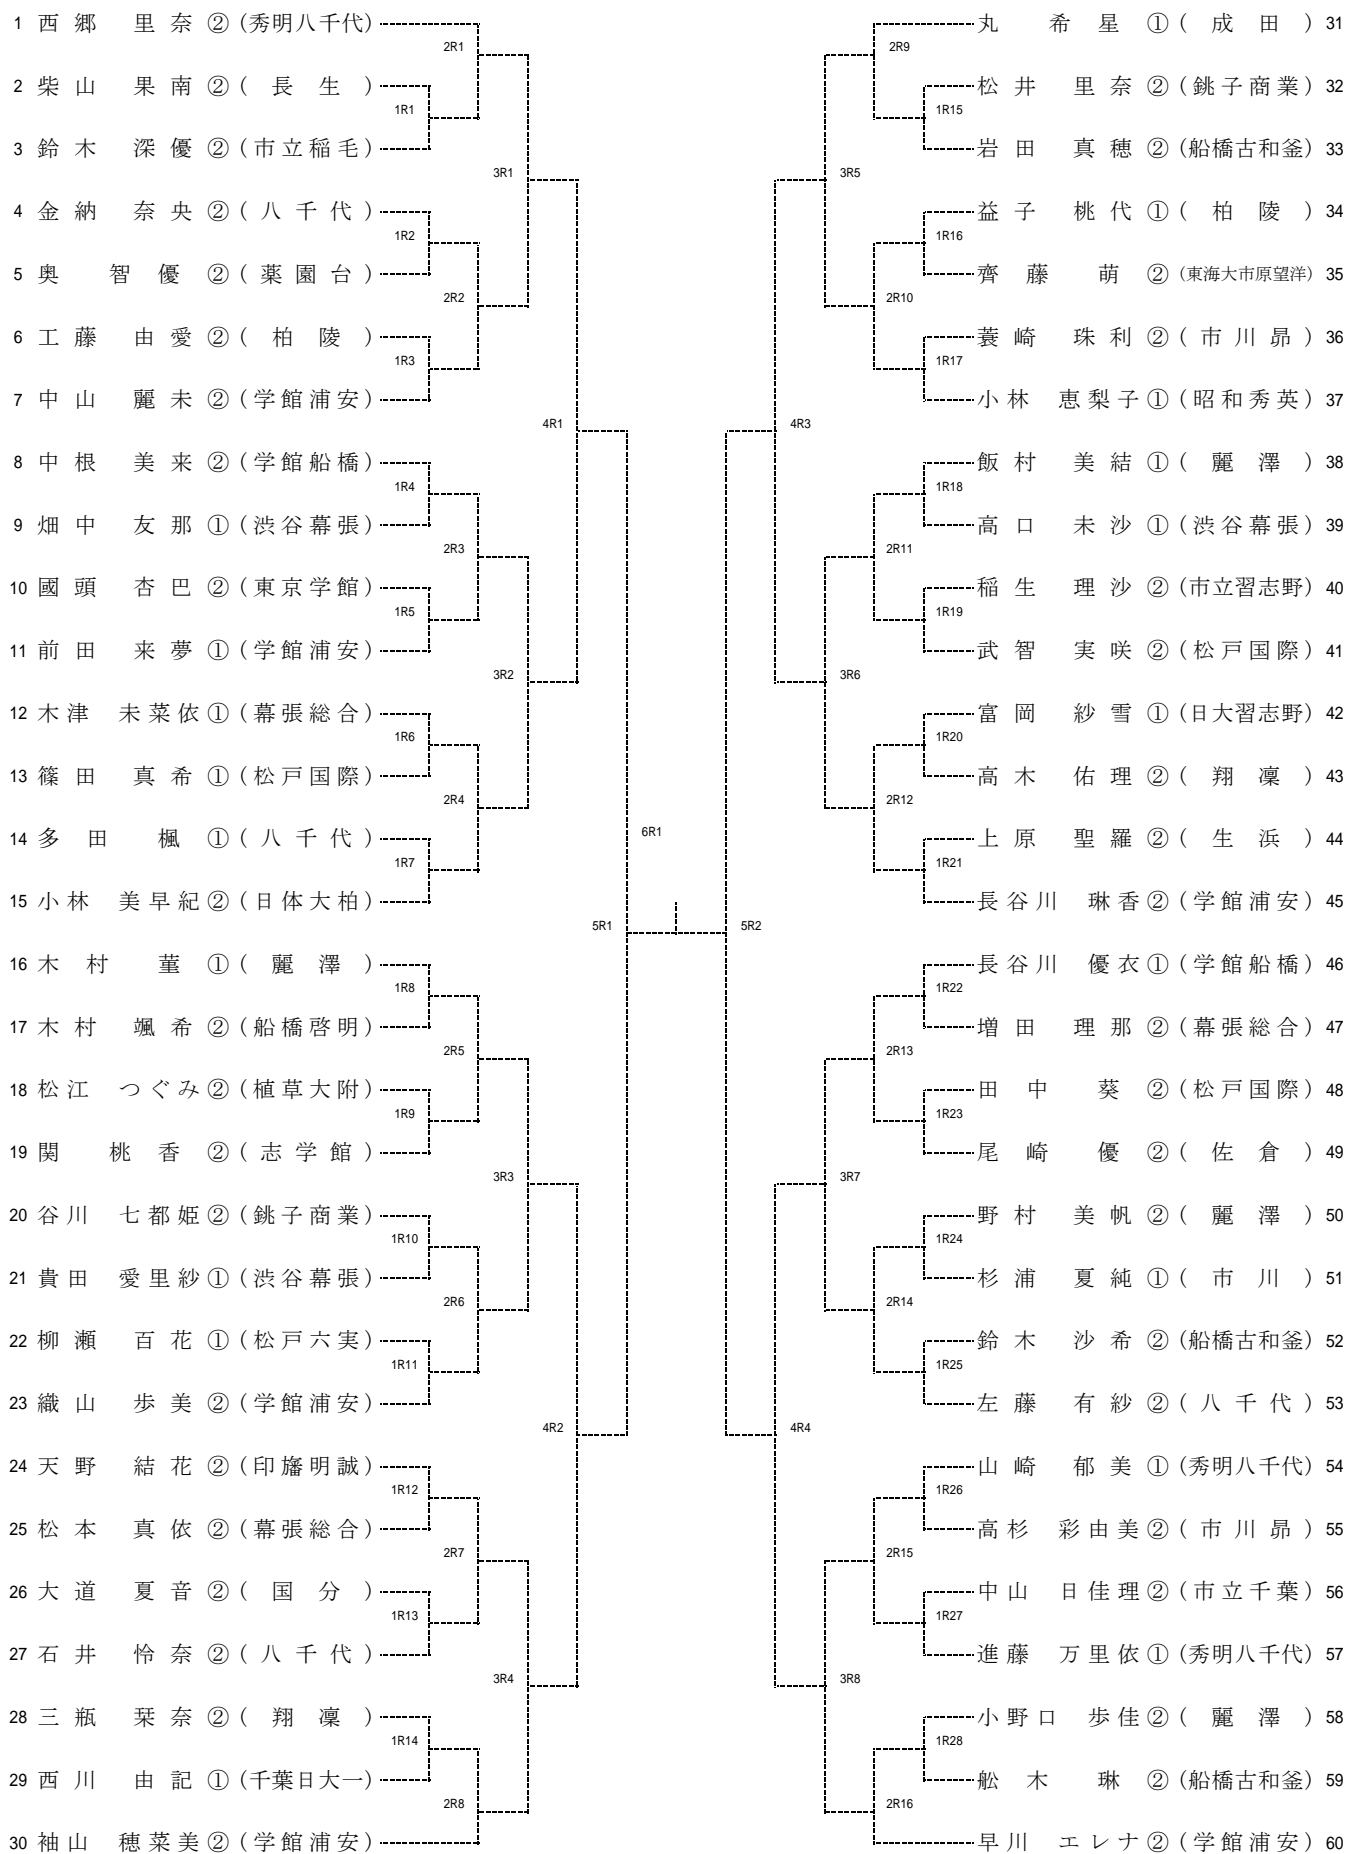 1 西郷 里奈 ② (秀明八千代)
2R1
2 柴山 果南 ② (長生)
1R1
3 鈴木 深優 ② (市立稲毛)
3R1
4 金納 奈央 ② (八千代)
1R2
5 奥 智優 ② (薬園台)
2R2
6 工藤 由愛 ② (柏陵)
1R3
7 中山 麗未 ② (学館浦安)
4R1
8 中根 美来 ② (学館船橋)
1R4
9 畑中 友那 ① (渋谷幕張)
2R3
10 國頭 杏巴 ② (東京学館)
1R5
11 前田 来夢 ① (学館浦安)
3R2
12 木津 未菜依 ① (幕張総合)
1R6
13 篠田 真希 ① (松戸国際)
2R4
14 多田 楓 ① (八千代)
1R7
15 小林 美早紀 ② (日体大柏)
5R1
16 木村 菫 ① (麗澤)
1R8
17 木村 颯希 ② (船橋啓明)
2R5
18 松江 つぐみ ② (植草大附)
1R9
19 関 桃香 ② (志学館)
3R3
20 谷川 七都姫 ② (銚子商業)
1R10
21 貴田 愛里紗 ① (渋谷幕張)
2R6
22 柳瀬 百花 ① (松戸六実)
1R11
23 織山 歩美 ② (学館浦安)
4R2
24 天野 結花 ② (印旛明誠)
1R12
25 松本 真依 ② (幕張総合)
2R7
26 大道 夏音 ② (国分)
1R13
27 石井 怜奈 ② (八千代)
3R4
28 三瓶 栞奈 ② (翔凜)
1R14
29 西川 由記 ① (千葉日大一)
2R8
30 袖山 穂菜美 ② (学館浦安)
6R1
丸 希星 ① (成田) 31
2R9
松井 里奈 ② (銚子商業) 32
1R15
岩田 真穂 ② (船橋古和釜) 33
3R5
益子 桃代 ① (柏陵) 34
1R16
齊藤 萌 ② (東海大市原望洋) 35
2R10
蓑崎 珠利 ② (市川昴) 36
1R17
小林 恵梨子 ① (昭和秀英) 37
4R3
飯村 美結 ① (麗澤) 38
1R18
高口 未沙 ① (渋谷幕張) 39
2R11
稲生 理沙 ② (市立習志野) 40
1R19
武智 実咲 ② (松戸国際) 41
3R6
富岡 紗雪 ① (日大習志野) 42
1R20
高木 佑理 ② (翔凜) 43
2R12
上原 聖羅 ② (生浜) 44
1R21
長谷川 琳香 ② (学館浦安) 45
5R2
長谷川 優衣 ① (学館船橋) 46
1R22
増田 理那 ② (幕張総合) 47
2R13
田中 葵 ② (松戸国際) 48
1R23
尾崎 優 ② (佐倉) 49
3R7
野村 美帆 ② (麗澤) 50
1R24
杉浦 夏純 ① (市川) 51
2R14
鈴木 沙希 ② (船橋古和釜) 52
1R25
左藤 有紗 ② (八千代) 53
4R4
山崎 郁美 ① (秀明八千代) 54
1R26
高杉 彩由美 ② (市川昴) 55
2R15
中山 日佳理 ② (市立千葉) 56
1R27
進藤 万里依 ① (秀明八千代) 57
3R8
小野口 歩佳 ② (麗澤) 58
1R28
舩木 琳 ② (船橋古和釜) 59
2R16
早川 エレナ ② (学館浦安) 60